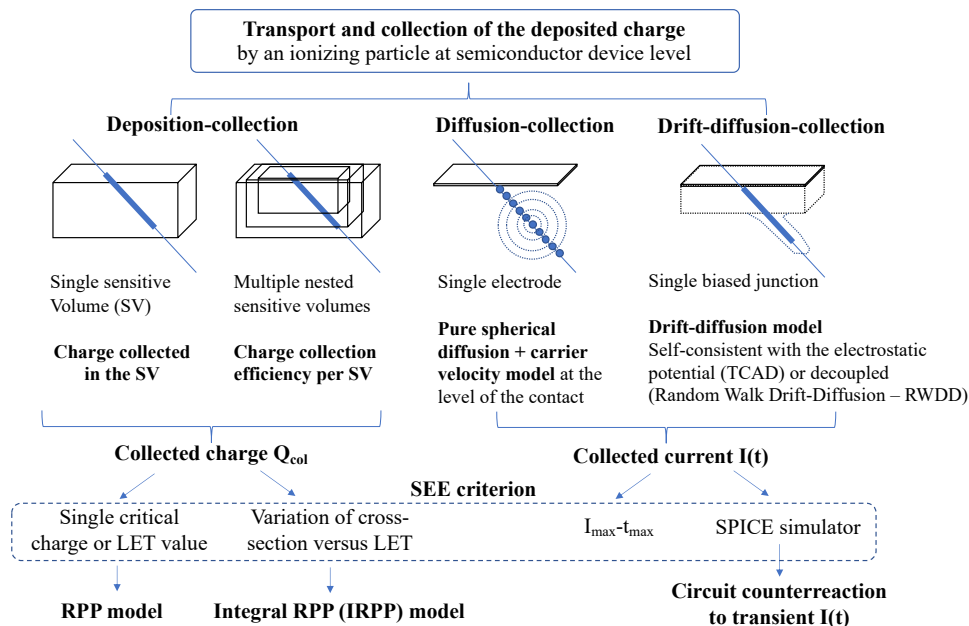 Transport and collection of the deposited charge
by an ionizing particle at semiconductor device level
Deposition-collection
Diffusion-collection
Drift-diffusion-collection
Single sensitive
Volume (SV)
Multiple nested
sensitive volumes
Single electrode
Single biased junction
Charge collected
in the SV
Charge collection
efficiency per SV
Pure spherical
diffusion + carrier
velocity model at the
level of the contact
Drift-diffusion model
Self-consistent with the electrostatic
potential (TCAD) or decoupled
(Random Walk Drift-Diffusion – RWDD)
Collected charge Qcol
Collected current I(t)
SEE criterion
Single critical
charge or LET value
Variation of cross-
section versus LET
Imax-tmax
SPICE simulator
RPP model
Integral RPP (IRPP) model
Circuit counterreaction
to transient I(t)